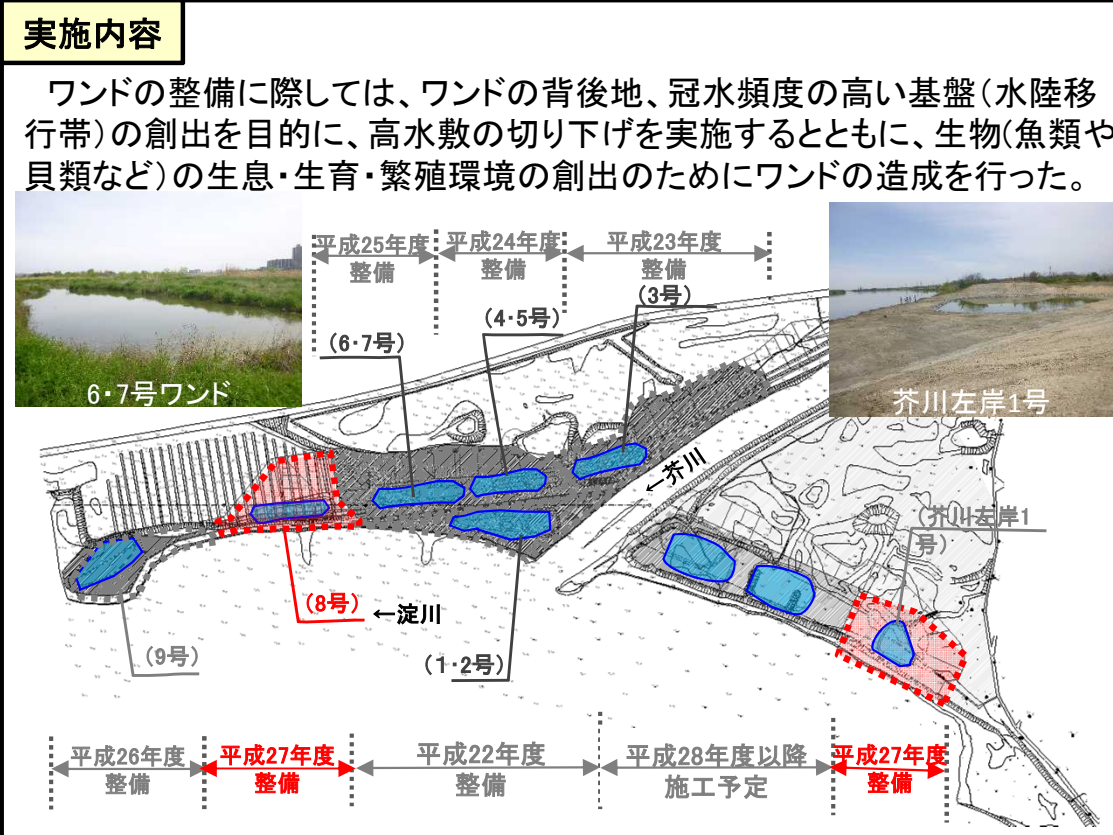 実施内容
ワンドの整備に際しては、ワンドの背後地、冠水頻度の高い基盤(水陸移
行帯)の創出を目的に、高水敷の切り下げを実施するとともに、生物(魚類や
貝類など)の生息・生育・繁殖環境の創出のためにワンドの造成を行った。
平成25年度
整備
平成24年度
整備
平成23年度
整備
(3号)
(4・5号)
(6・7号)
6・7号ワンド
芥川左岸1号
←芥川
(芥川左岸1
号)
(8号)
←淀川
(9号)
(1・2号)
平成26年度
整備
平成27年度
整備
平成22年度
整備
平成28年度以降
施工予定
平成27年度
整備